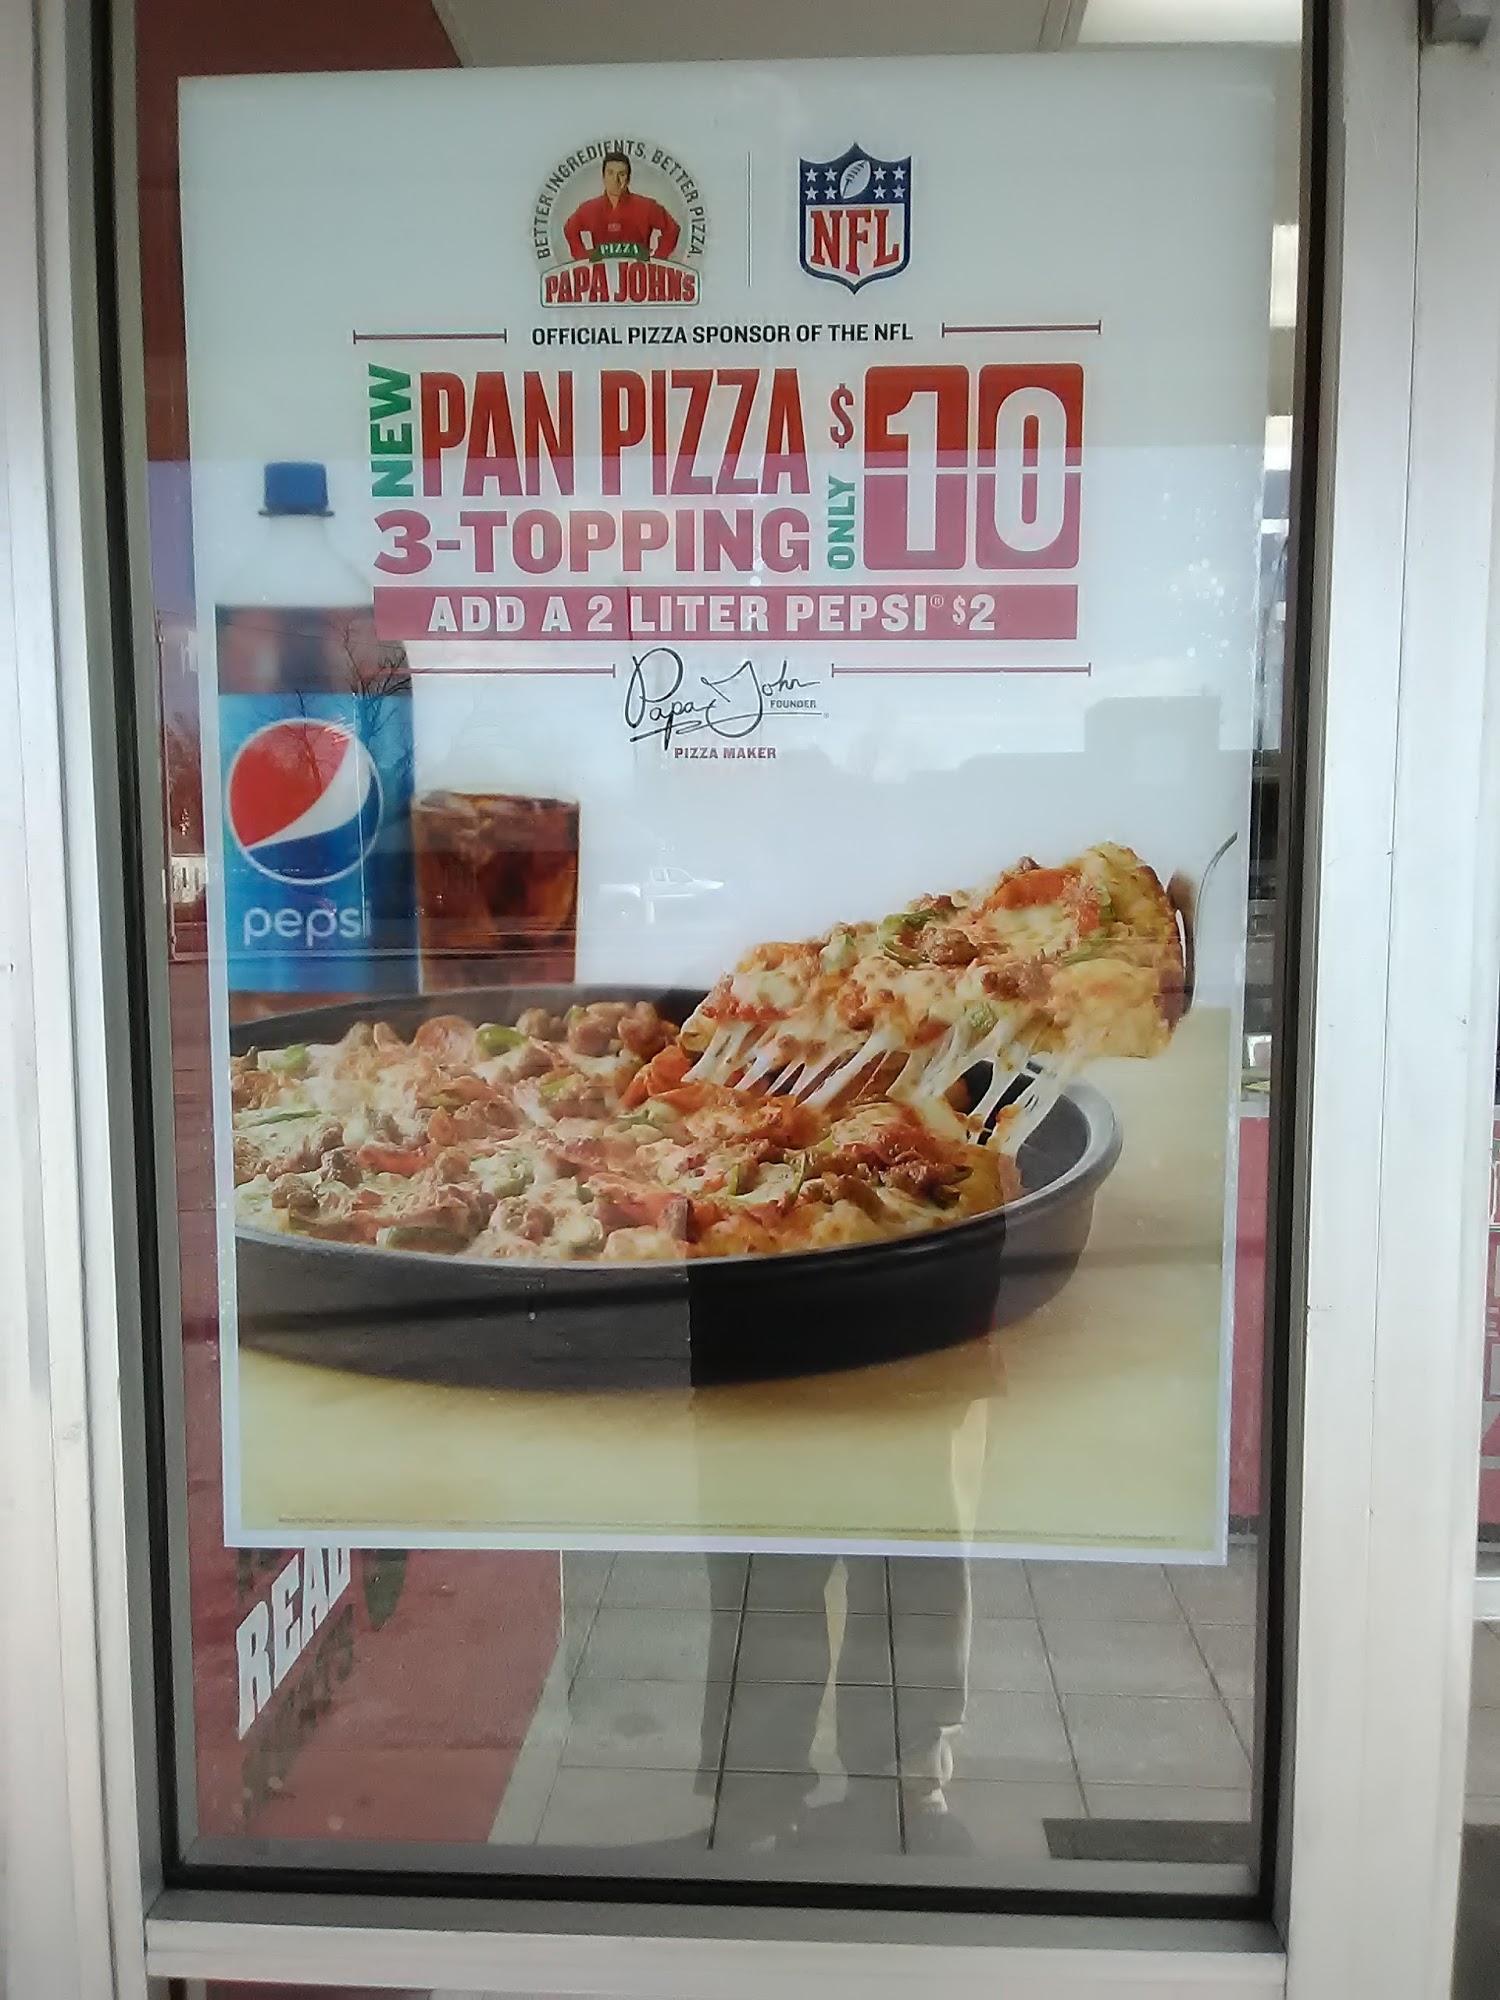 BETTER INGREDIENTS. BETTER PIZZA.
PIZZA
PAPA JOHNS
NFL
OFFICIAL PIZZA SPONSOR OF THE NFL
NEW
PAN PIZZA
3-TOPPING
ONLY
$10
ADD A 2 LITER PEPSI® $2
Papa John
FOUNDER
PIZZA MAKER
pepsi
READ